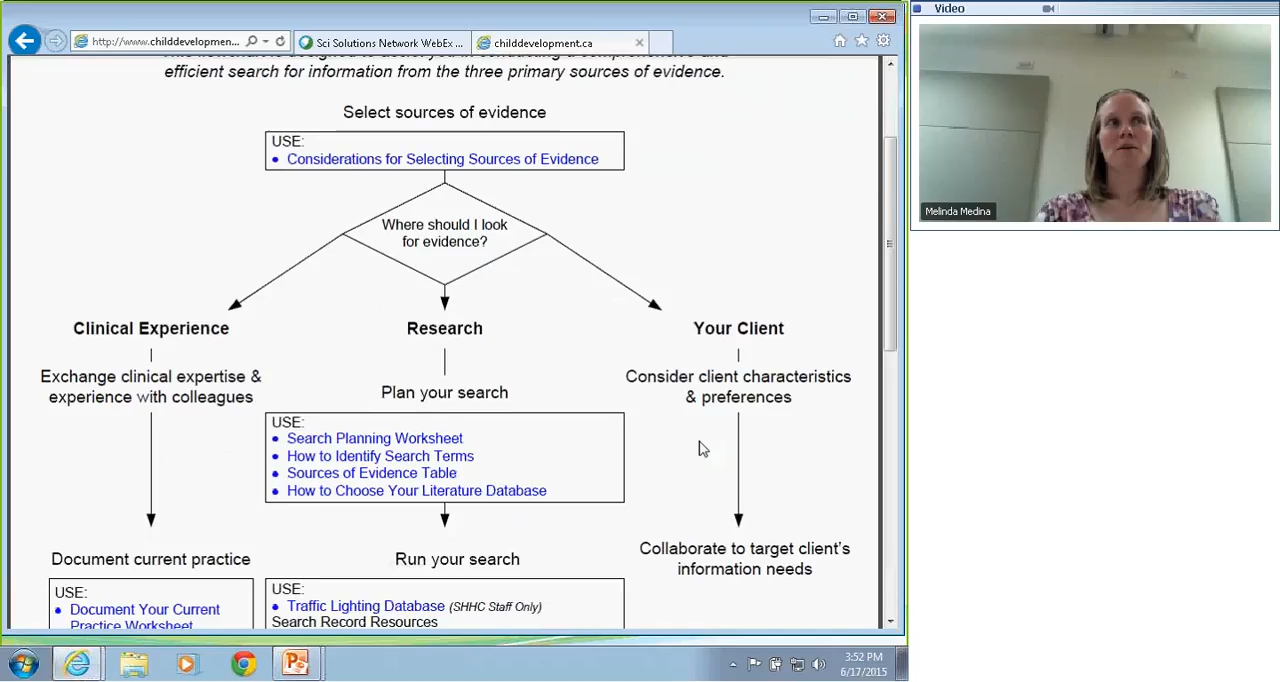 Video
http://www.childdevelopmen...
Sci Solutions Network WebEx ...
childdevelopment.ca
efficient search for information from the three primary sources of evidence.
Select sources of evidence
USE:
• Considerations for Selecting Sources of Evidence
Where should I look
for evidence?
Clinical Experience
Research
Your Client
Exchange clinical expertise &
experience with colleagues
Plan your search
Consider client characteristics
& preferences
USE:
• Search Planning Worksheet
• How to Identify Search Terms
• Sources of Evidence Table
• How to Choose Your Literature Database
Document current practice
Run your search
Collaborate to target client's
information needs
USE:
• Document Your Current
Practice Worksheet
USE:
• Traffic Lighting Database (SHHC Staff Only)
Search Record Resources
Melinda Medina
3:52 PM
6/17/2015